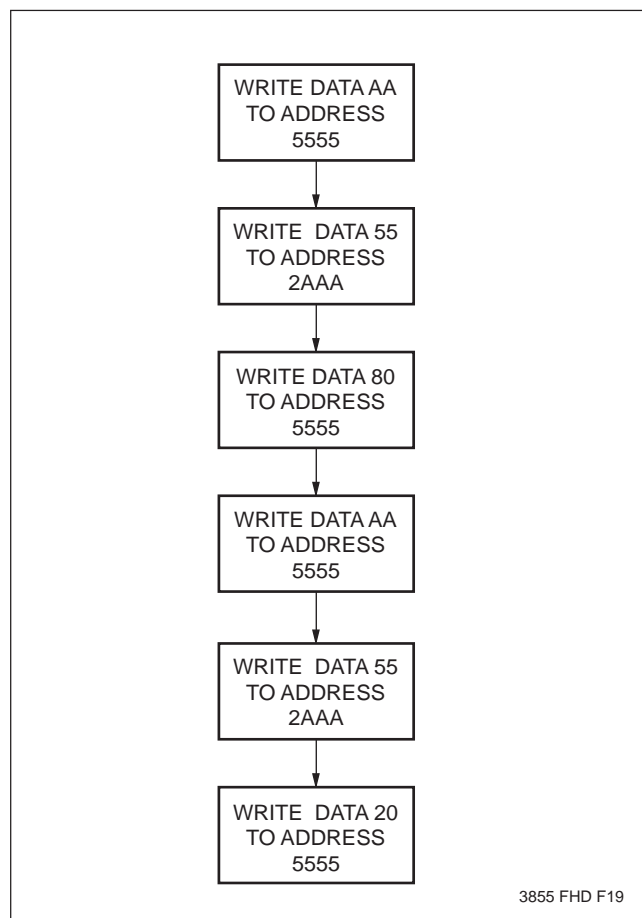 WRITE DATA AA
TO ADDRESS
5555
WRITE DATA 55
TO ADDRESS
2AAA
WRITE DATA 80
TO ADDRESS
5555
WRITE DATA AA
TO ADDRESS
5555
WRITE DATA 55
TO ADDRESS
2AAA
WRITE DATA 20
TO ADDRESS
5555
3855 FHD F19